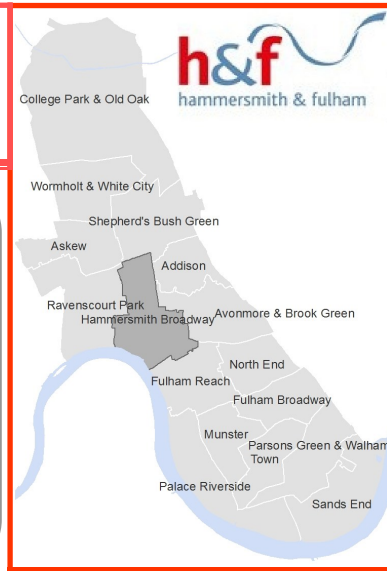 h&f
hammersmith & fulham
College Park & Old Oak
Wormholt & White City
Shepherd's Bush Green
Askew
Addison
Ravenscourt Park
Hammersmith Broadway
Avonmore & Brook Green
North End
Fulham Reach
Fulham Broadway
Munster
Parsons Green & Walham
Town
Palace Riverside
Sands End